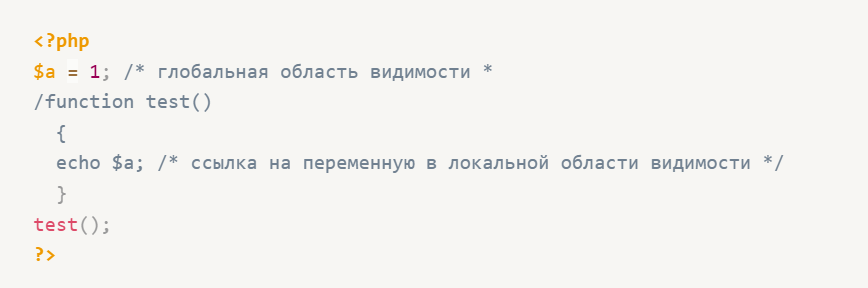 <?php
$a = 1; /* глобальная область видимости *
/function test()
{
echo $a; /* ссылка на переменную в локальной области видимости */
}
test();
?>